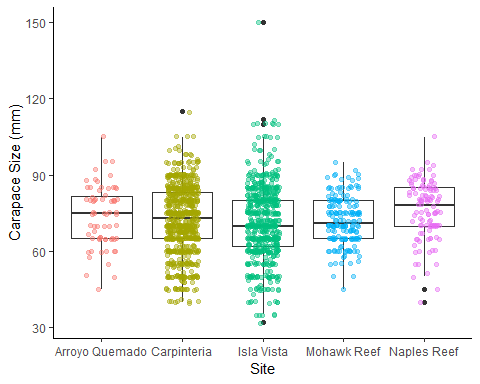 Carapace Size (mm)
150
120
90
60
30
Arroyo Quemado Carpinteria Isla Vista Mohawk Reef Naples Reef
Site